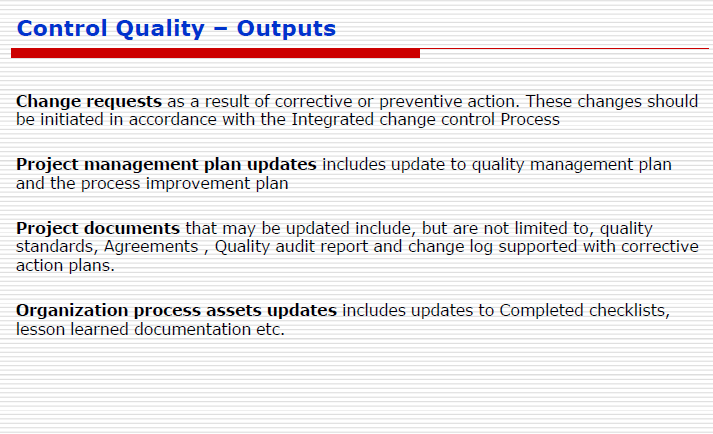 Control Quality – Outputs
Change requests as a result of corrective or preventive action. These changes should
be initiated in accordance with the Integrated change control Process
Project management plan updates includes update to quality management plan
and the process improvement plan
Project documents that may be updated include, but are not limited to, quality
standards, Agreements , Quality audit report and change log supported with corrective
action plans.
Organization process assets updates includes updates to Completed checklists,
lesson learned documentation etc.